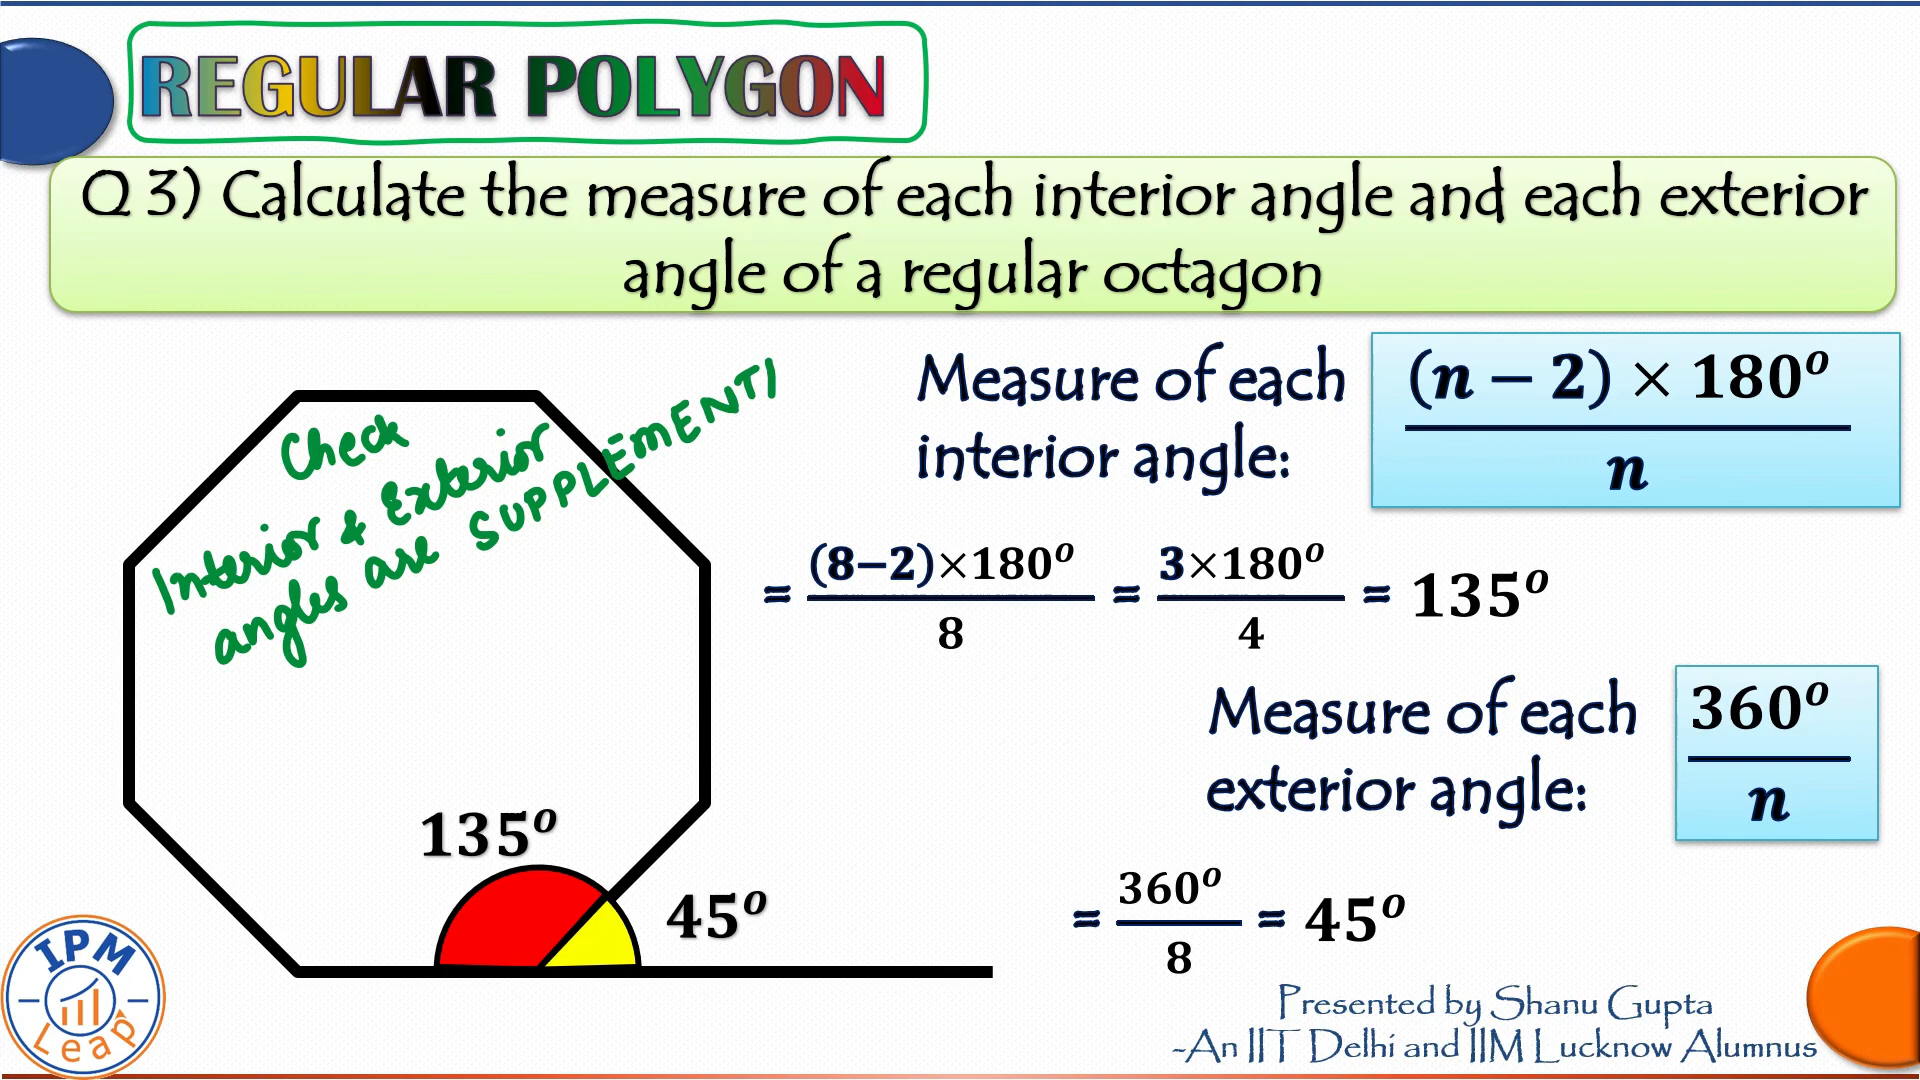 REGULAR POLYGON
Q 3) Calculate the measure of each interior angle and each exterior
angle of a regular octagon
Check
Interior & Exterior
angles are SUPPLEMENTI
Measure of each
interior angle:
(n − 2) × 180°
n
= (8−2)×180° / 8 = 3×180° / 4 = 135°
Measure of each
exterior angle:
360°
n
= 360° / 8 = 45°
135°
45°
IPM
Leap
Presented by Shanu Gupta
-An IIT Delhi and IIM Lucknow Alumnus